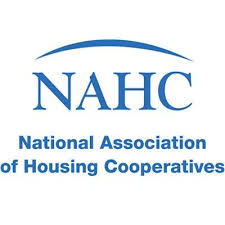 NAHC
National Association
of Housing Cooperatives